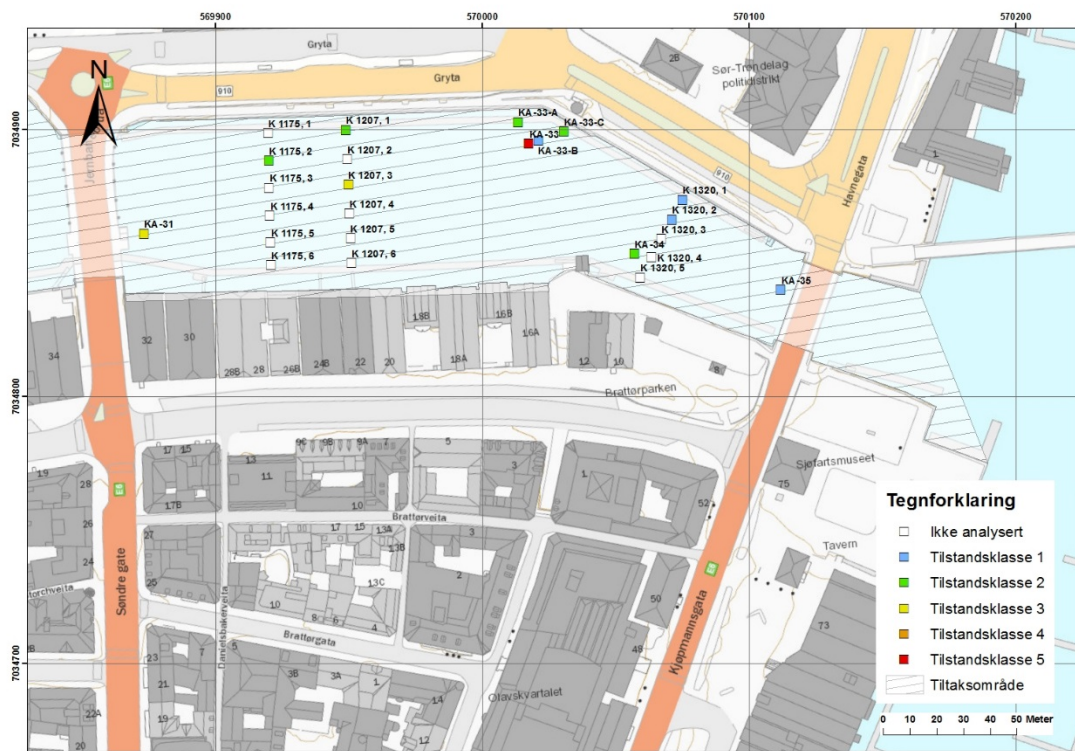 569900
570000
570100
570200
7034900
7034800
7034700
N
Gryta
Gryta
910
2B
Sør-Trøndelag
politidistrikt
1
Havnegata
910
K 1175, 1
K 1175, 2
K 1175, 3
K 1175, 4
K 1175, 5
K 1175, 6
K 1207, 1
K 1207, 2
K 1207, 3
K 1207, 4
K 1207, 5
K 1207, 6
KA-33-A
KA-33-C
KA-33
KA-33-B
K 1320, 1
K 1320, 2
K 1320, 3
K 1320, 4
K 1320, 5
KA-34
KA-35
KA-31
34
32
30
28B
28
26B
24B
22
20
18B
18A
16B
16A
12
10
8
Brattørparken
17
15
13
11
9C
9B
9A
7
5
3
1
10
52
75
Sjøfartsmuseet
Tavern
19
28
17B
26
24
27
25
Brattørveita
17
15
13A
13B
13C
3
2
7
10
8
6
4
Brattørgata
Søndre gate
Danielsbakerveita
50
48
73
Kjøpmannsgata
Olavskvartalet
23
21
19
7
5
3B
3A
1
14
12
22A
20
Tegnforklaring
Ikke analysert
Tilstandsklasse 1
Tilstandsklasse 2
Tilstandsklasse 3
Tilstandsklasse 4
Tilstandsklasse 5
Tiltaksområde
0 10 20 30 40 50 Meter